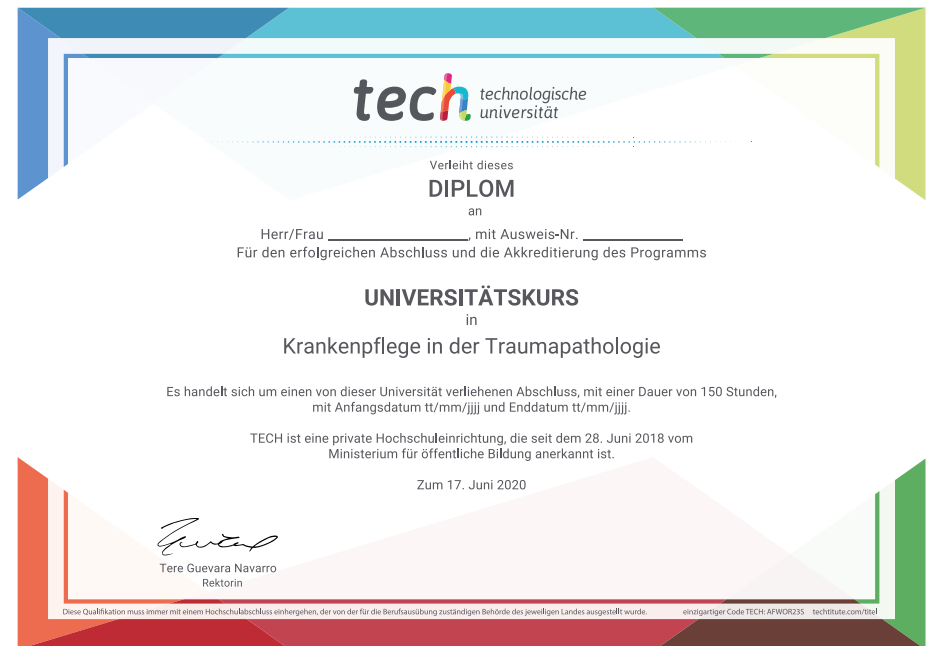 tech technologische
universität
Verleiht dieses
DIPLOM
an
Herr/Frau ____________, mit Ausweis-Nr. ____________
Für den erfolgreichen Abschluss und die Akkreditierung des Programms
UNIVERSITÄTSKURS
in
Krankenpflege in der Traumapathologie
Es handelt sich um einen von dieser Universität verliehenen Abschluss, mit einer Dauer von 150 Stunden,
mit Anfangsdatum tt/mm/jjjj und Enddatum tt/mm/jjjj.
TECH ist eine private Hochschuleinrichtung, die seit dem 28. Juni 2018 vom
Ministerium für öffentliche Bildung anerkannt ist.
Zum 17. Juni 2020
Tere Guevara Navarro
Rektorin
Diese Qualifikation muss immer mit einem Hochschulabschluss einhergehen, der von der für die Berufsausübung zuständigen Behörde des jeweiligen Landes ausgestellt wurde. einzigartiger Code TECH: AFWOR23S techtitute.com/titel